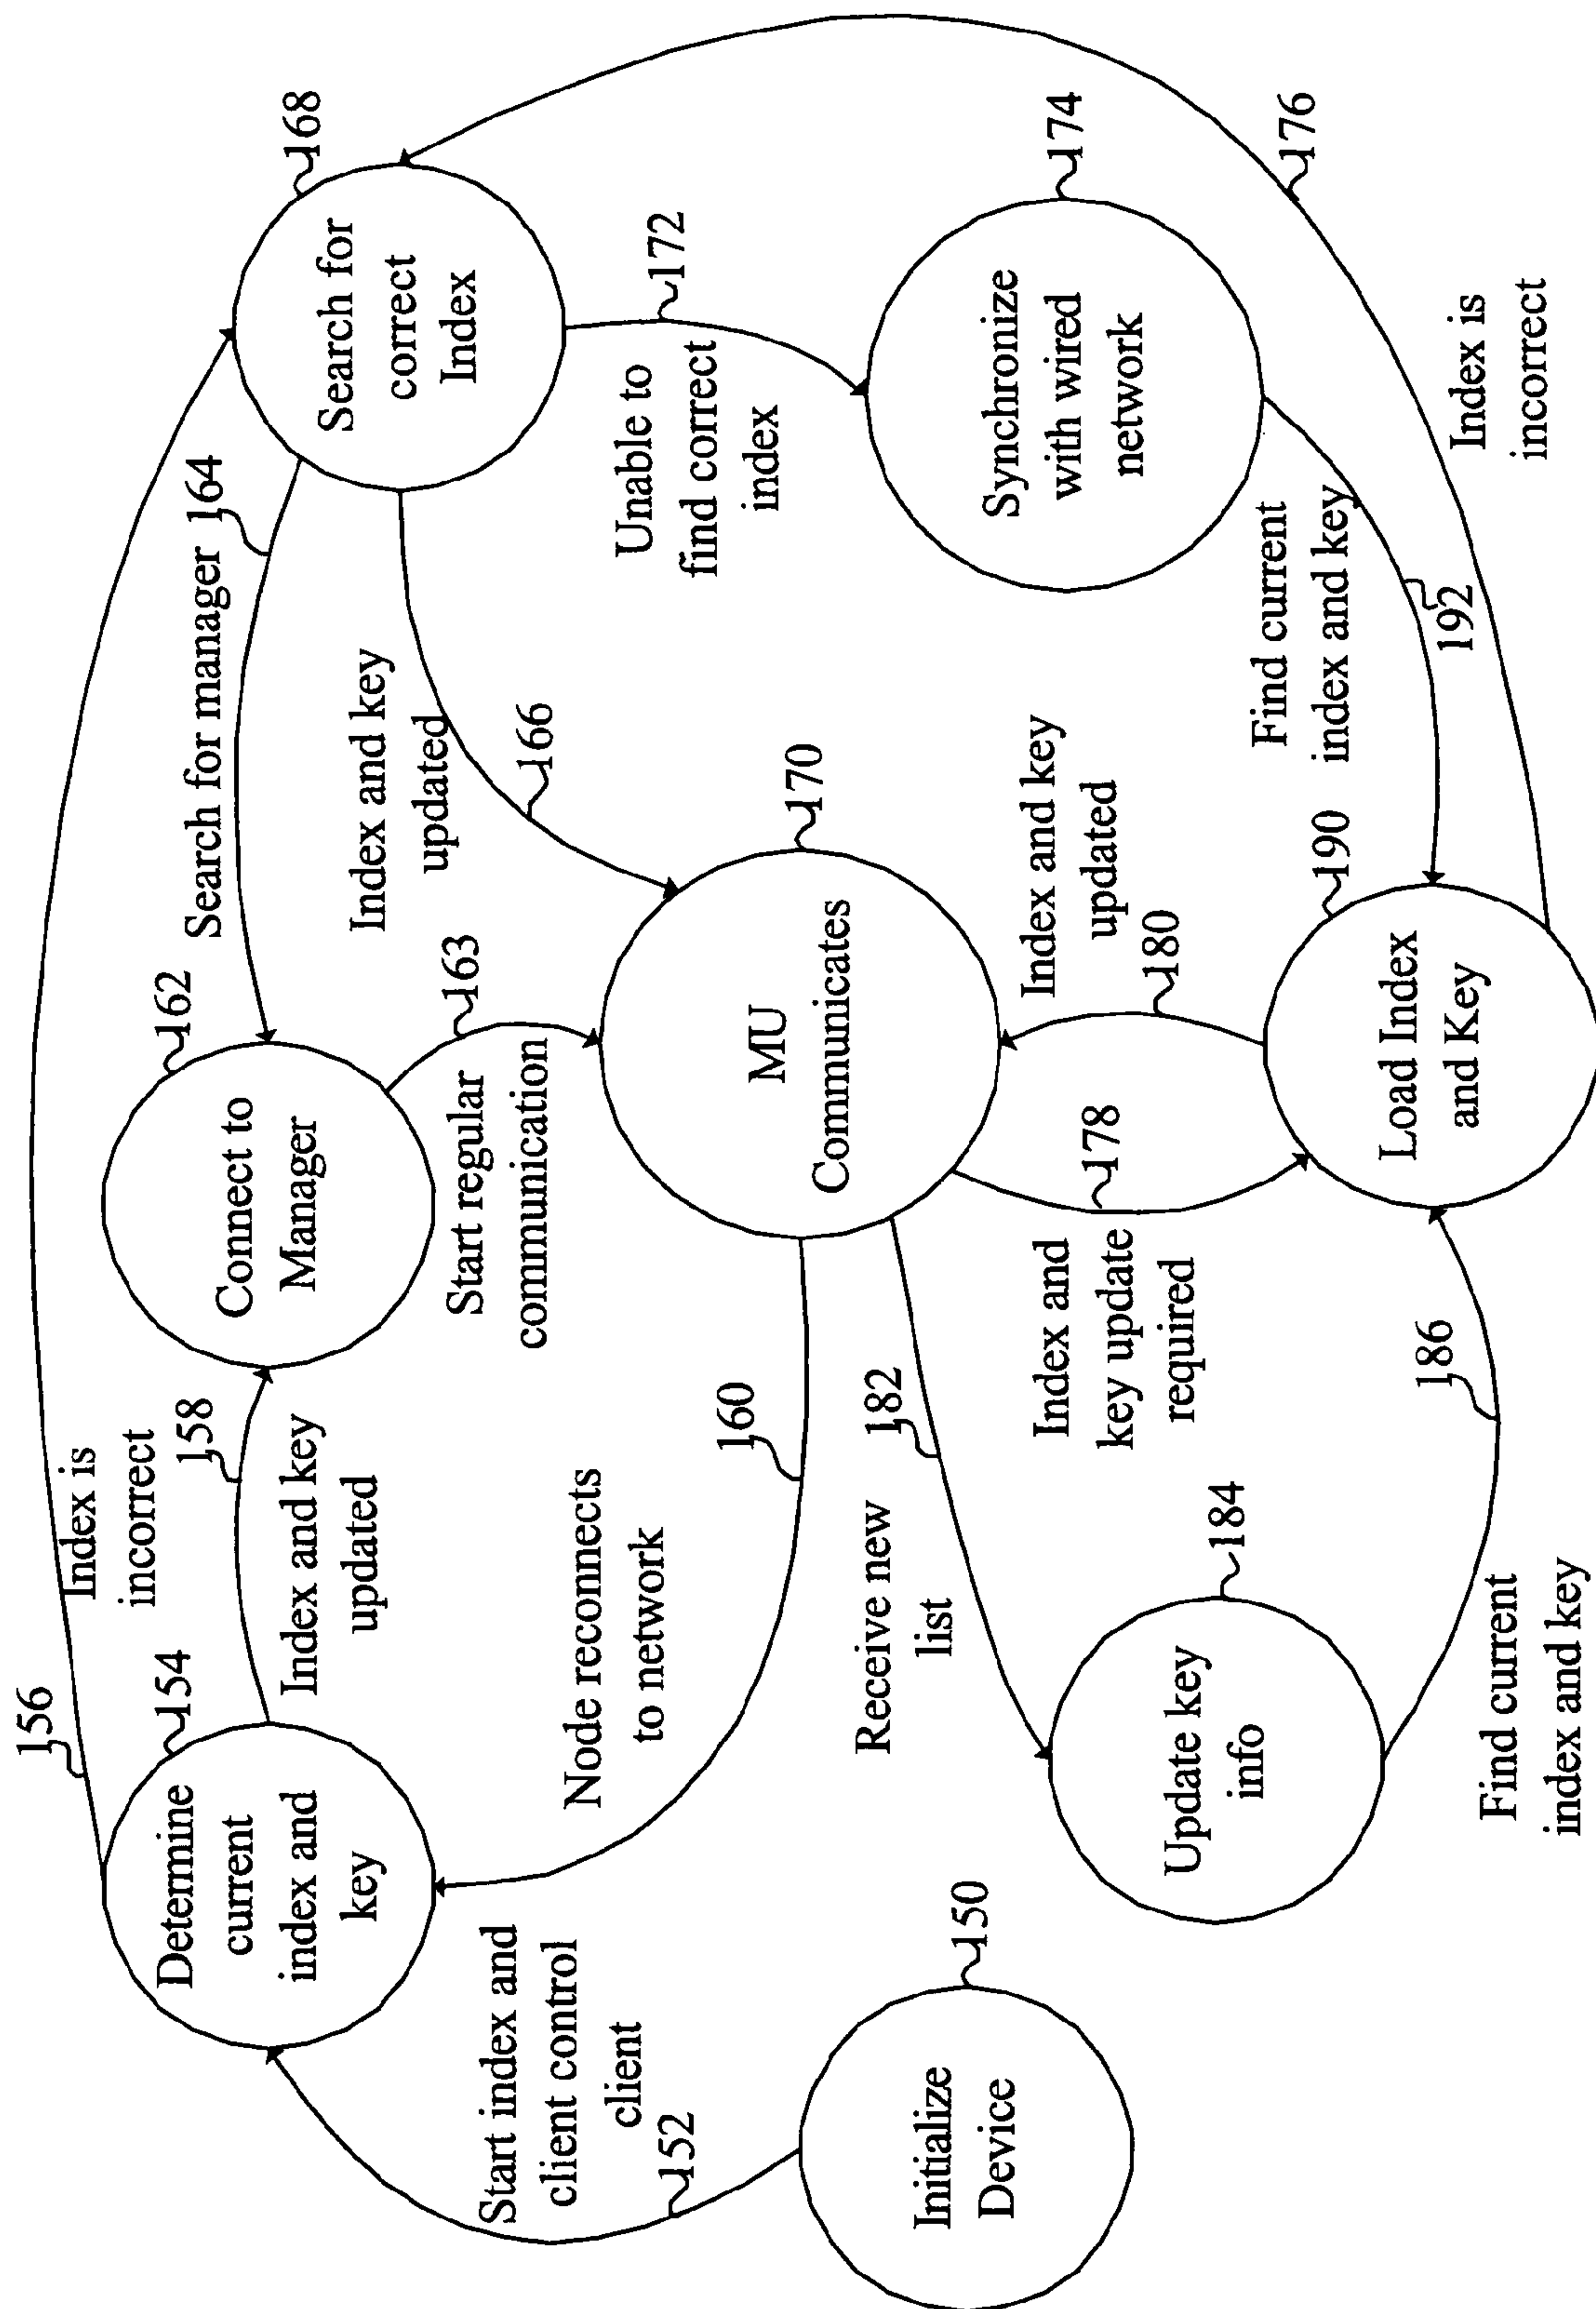 156
Index is
incorrect
154
Determine
current
index and
key
158
Index and key
updated
162
Connect to
Manager
Search for manager
164
168
Search for
correct
Index
Start index and
client control
client
152
Node reconnects
to network
160
Start regular
communication
163
Index and key
updated
166
Unable to
find correct
index
172
150
Initialize
Device
Receive new
list
182
MU
Communicates
170
Synchronize
with wired
network
174
184
Update key
info
Index and
key update
required
178
Index and key
updated
180
Find current
index and key
192
176
Find current
index and key
186
190
Load Index
and Key
Index is
incorrect